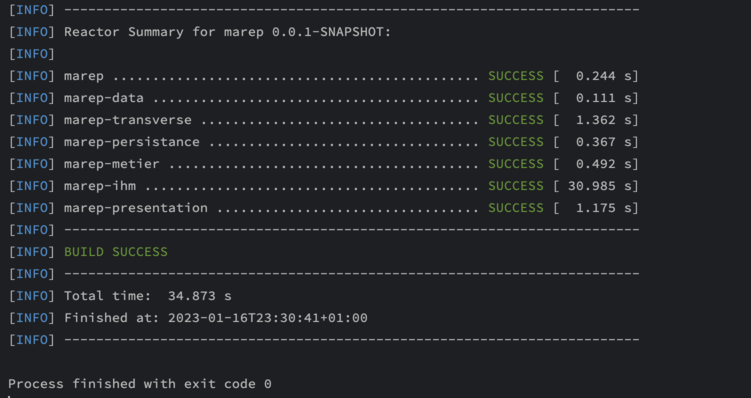 [INFO] ------------------------------------------------------------------------
[INFO] Reactor Summary for marep 0.0.1-SNAPSHOT:
[INFO]
[INFO] marep .............................................. SUCCESS [  0.244 s]
[INFO] marep-data ......................................... SUCCESS [  0.111 s]
[INFO] marep-transverse ................................... SUCCESS [  1.362 s]
[INFO] marep-persistance .................................. SUCCESS [  0.367 s]
[INFO] marep-metier ....................................... SUCCESS [  0.492 s]
[INFO] marep-ihm .......................................... SUCCESS [ 30.985 s]
[INFO] marep-presentation ................................. SUCCESS [  1.175 s]
[INFO] ------------------------------------------------------------------------
[INFO] BUILD SUCCESS
[INFO] ------------------------------------------------------------------------
[INFO] Total time:  34.873 s
[INFO] Finished at: 2023-01-16T23:30:41+01:00
[INFO] ------------------------------------------------------------------------
Process finished with exit code 0